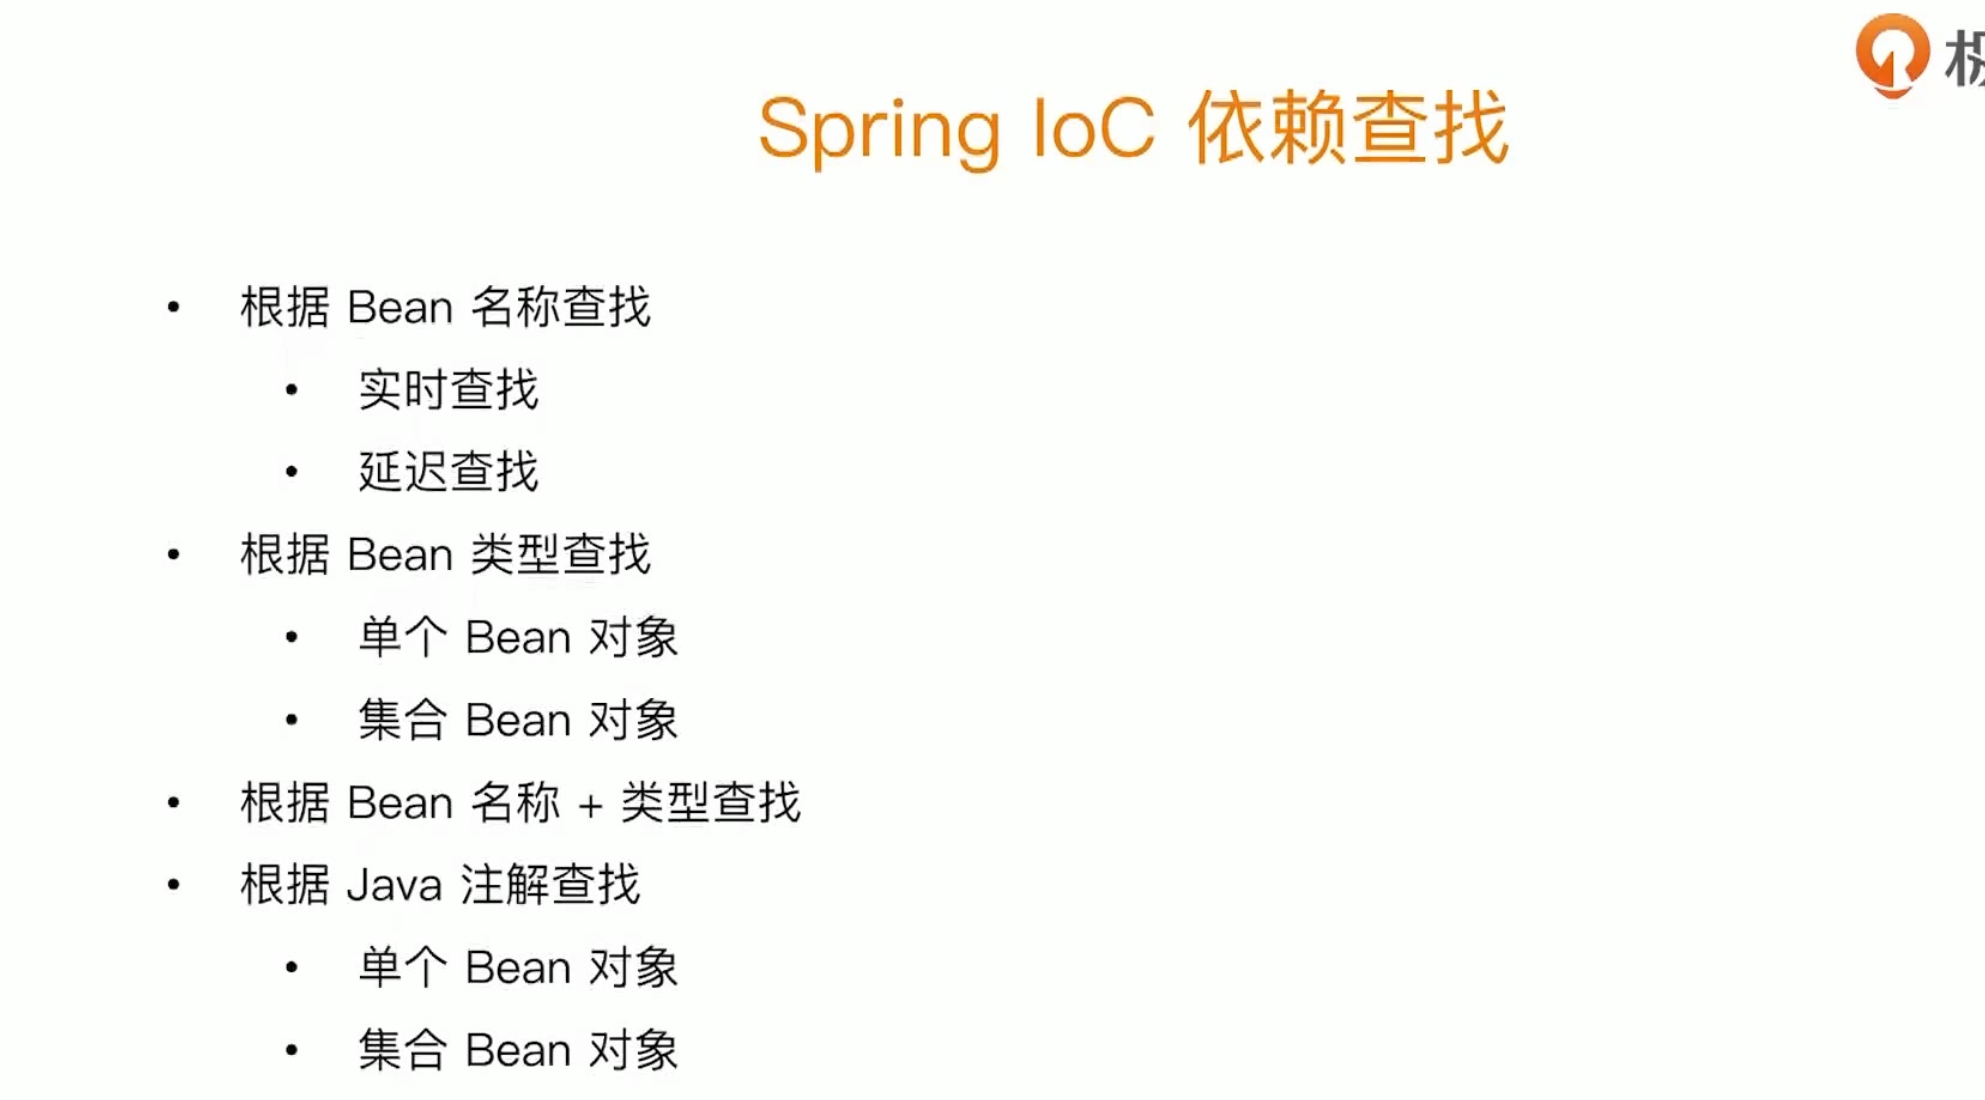 Spring IoC 依赖查找
• 根据 Bean 名称查找
• 实时查找
• 延迟查找
• 根据 Bean 类型查找
• 单个 Bean 对象
• 集合 Bean 对象
• 根据 Bean 名称 + 类型查找
• 根据 Java 注解查找
• 单个 Bean 对象
• 集合 Bean 对象